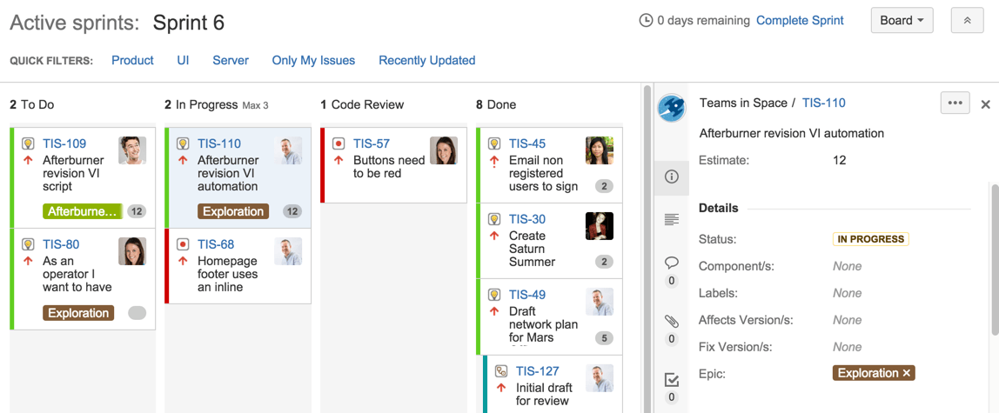 Active sprints: Sprint 6
0 days remaining Complete Sprint
Board
QUICK FILTERS: Product UI Server Only My Issues Recently Updated
2 To Do
TIS-109
Afterburner
revision VI
script
Afterburne...
12
TIS-80
As an
operator I
want to have
Exploration
2 In Progress Max 3
TIS-110
Afterburner
revision VI
automation
Exploration
12
TIS-68
Homepage
footer uses
an inline
1 Code Review
TIS-57
Buttons need
to be red
8 Done
TIS-45
Email non
registered
users to sign
2
TIS-30
Create
Saturn
Summer
2
TIS-49
Draft
network plan
for Mars
5
TIS-127
Initial draft
for review
Teams in Space / TIS-110
Afterburner revision VI automation
Estimate: 12
Details
Status: IN PROGRESS
Component/s: None
Labels: None
Affects Version/s: None
Fix Version/s: None
Epic: Exploration
0
0
0